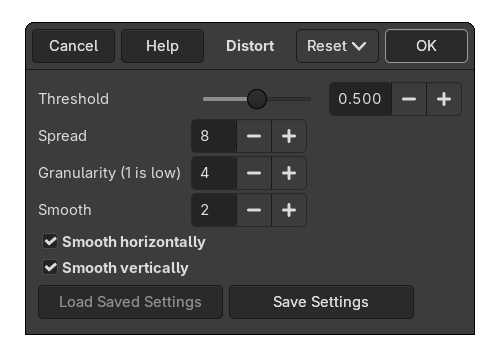 Cancel Help Distort Reset OK
Threshold 0.500
Spread 8
Granularity (1 is low) 4
Smooth 2
Smooth horizontally
Smooth vertically
Load Saved Settings Save Settings